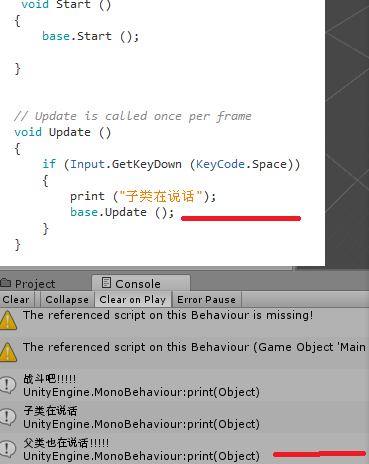 void Start ()
{
base.Start ();
}
// Update is called once per frame
void Update ()
{
if (Input.GetKeyDown (KeyCode.Space))
{
print ("子类在说话");
base.Update ();
}
}
Project
Console
Clear
Collapse
Clear on Play
Error Pause
The referenced script on this Behaviour is missing!
The referenced script on this Behaviour (Game Object 'Main
战斗吧!!!!!
UnityEngine.MonoBehaviour:print(Object)
子类在说话
UnityEngine.MonoBehaviour:print(Object)
父类也在说话!!!!!
UnityEngine.MonoBehaviour:print(Object)